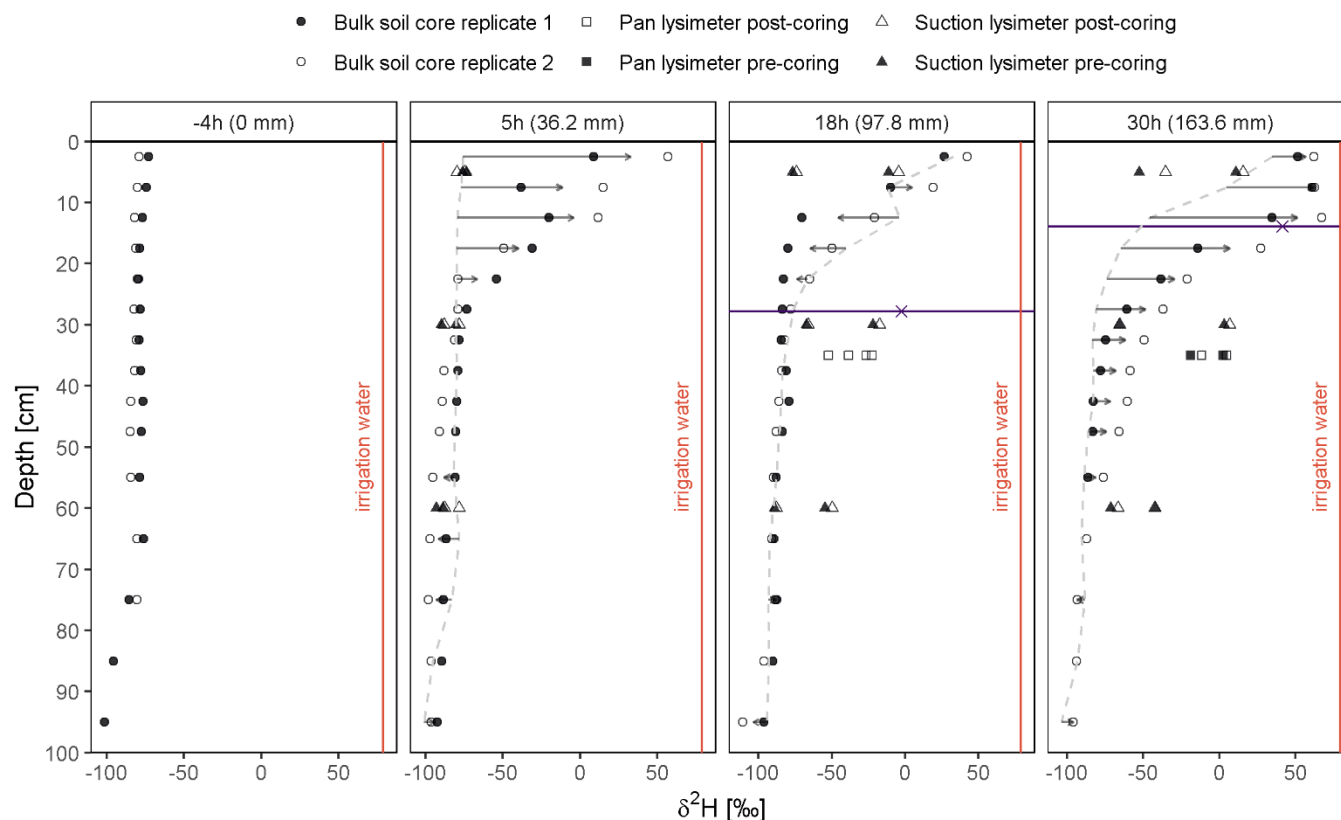 Bulk soil core replicate 1
Pan lysimeter post-coring
Suction lysimeter post-coring
Bulk soil core replicate 2
Pan lysimeter pre-coring
Suction lysimeter pre-coring
-4h (0 mm)
5h (36.2 mm)
18h (97.8 mm)
30h (163.6 mm)
Depth [cm]
0
10
20
30
40
50
60
70
80
90
100
irrigation water
irrigation water
irrigation water
irrigation water
-100 -50 0 50
-100 -50 0 50
-100 -50 0 50
-100 -50 0 50
δ²H [‰]